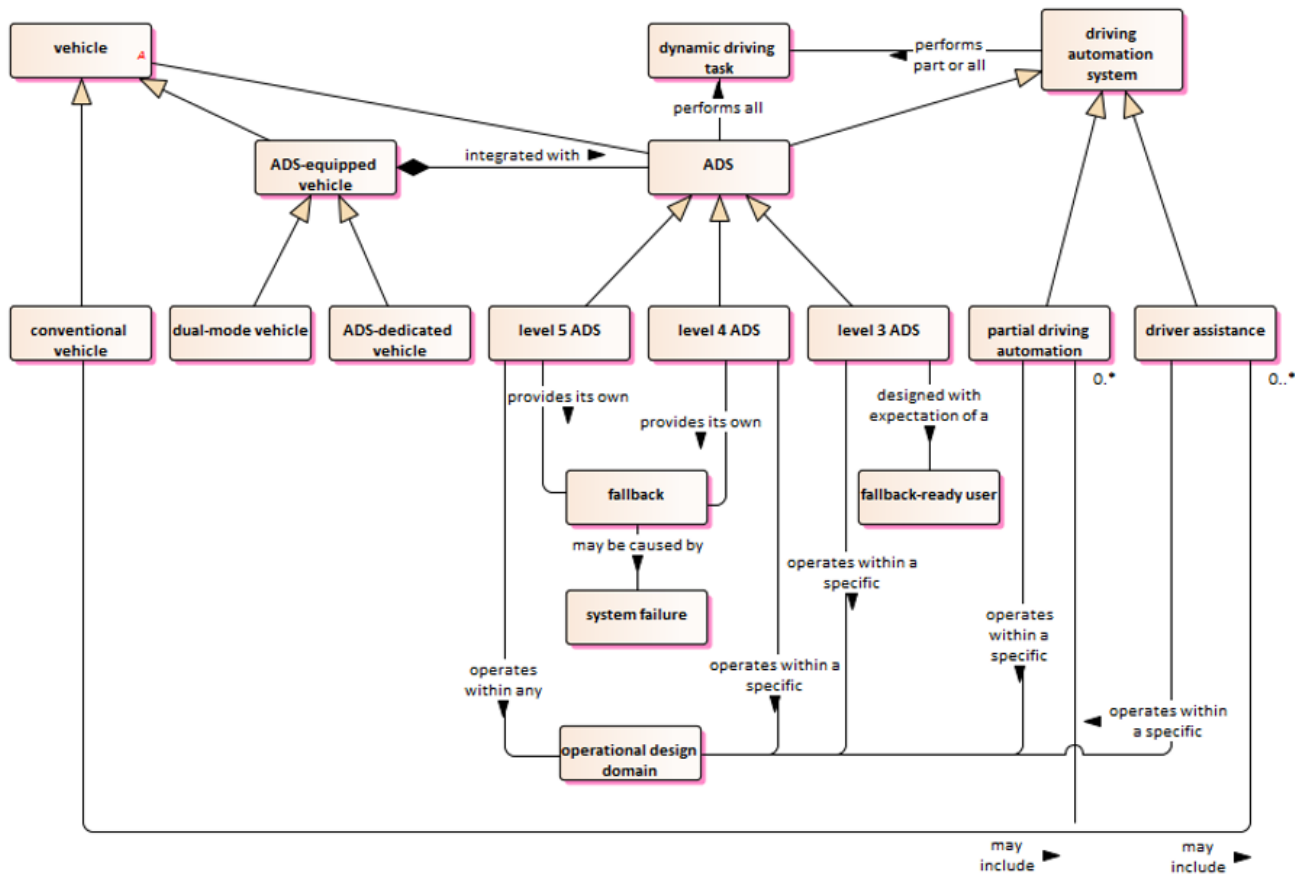 vehicle
A
dynamic driving
task
performs
part or all
driving
automation
system
performs all
ADS-equipped
vehicle
integrated with
ADS
conventional
vehicle
dual-mode vehicle
ADS-dedicated
vehicle
level 5 ADS
level 4 ADS
level 3 ADS
partial driving
automation
driver assistance
0.*
0..*
provides its own
provides its own
designed with
expectation of a
fallback
fallback-ready user
may be caused by
operates within a
specific
system failure
operates
within a
specific
operates
within any
operates within a
specific
operates within
a specific
operational design
domain
may
include
may
include